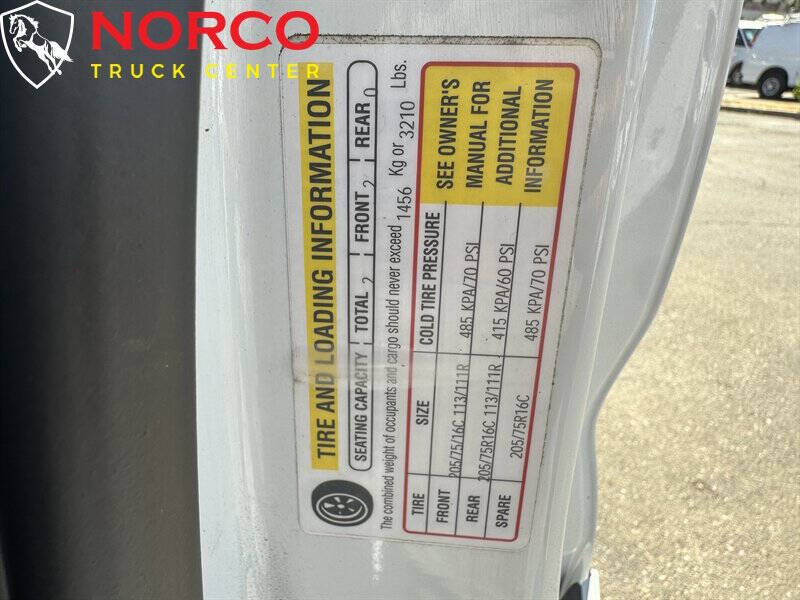 NORCO
TRUCK CENTER
TIRE AND LOADING INFORMATION
SEATING CAPACITY TOTAL 2 FRONT 2 REAR 0
The combined weight of occupants and cargo should never exceed 1456 Kg or 3210 Lbs.
TIRE SIZE COLD TIRE PRESSURE
FRONT 205/75/16C 113/111R 485 KPA/70 PSI
REAR 205/75R16C 113/111R 415 KPA/60 PSI
SPARE 205/75R16C 485 KPA/70 PSI
SEE OWNER'S
MANUAL FOR
ADDITIONAL
INFORMATION